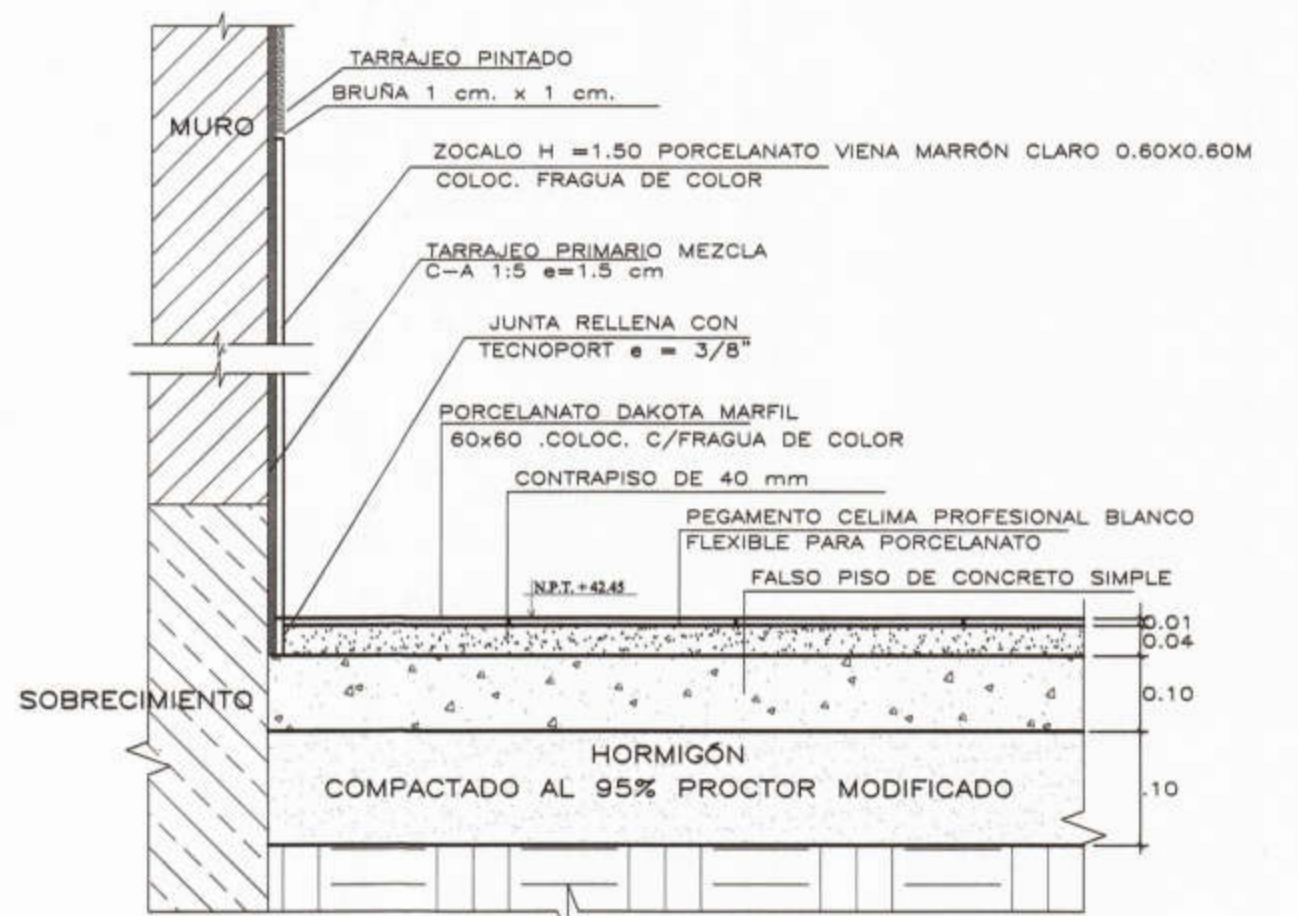 TARRAJEO PINTADO
BRUÑA 1 cm. x 1 cm.
MURO
ZOCALO H =1.50 PORCELANATO VIENA MARRÓN CLARO 0.60X0.60M
COLOC. FRAGUA DE COLOR
TARRAJEO PRIMARIO MEZCLA
C-A 1:5 e=1.5 cm
JUNTA RELLENA CON
TECNOPORT e = 3/8"
PORCELANATO DAKOTA MARFIL
60x60 .COLOC. C/FRAGUA DE COLOR
CONTRAPISO DE 40 mm
PEGAMENTO CELIMA PROFESIONAL BLANCO
FLEXIBLE PARA PORCELANATO
FALSO PISO DE CONCRETO SIMPLE
N.P.T. +42.45
0.01
0.04
0.10
SOBRECIMIENTO
HORMIGÓN
COMPACTADO AL 95% PROCTOR MODIFICADO
.10